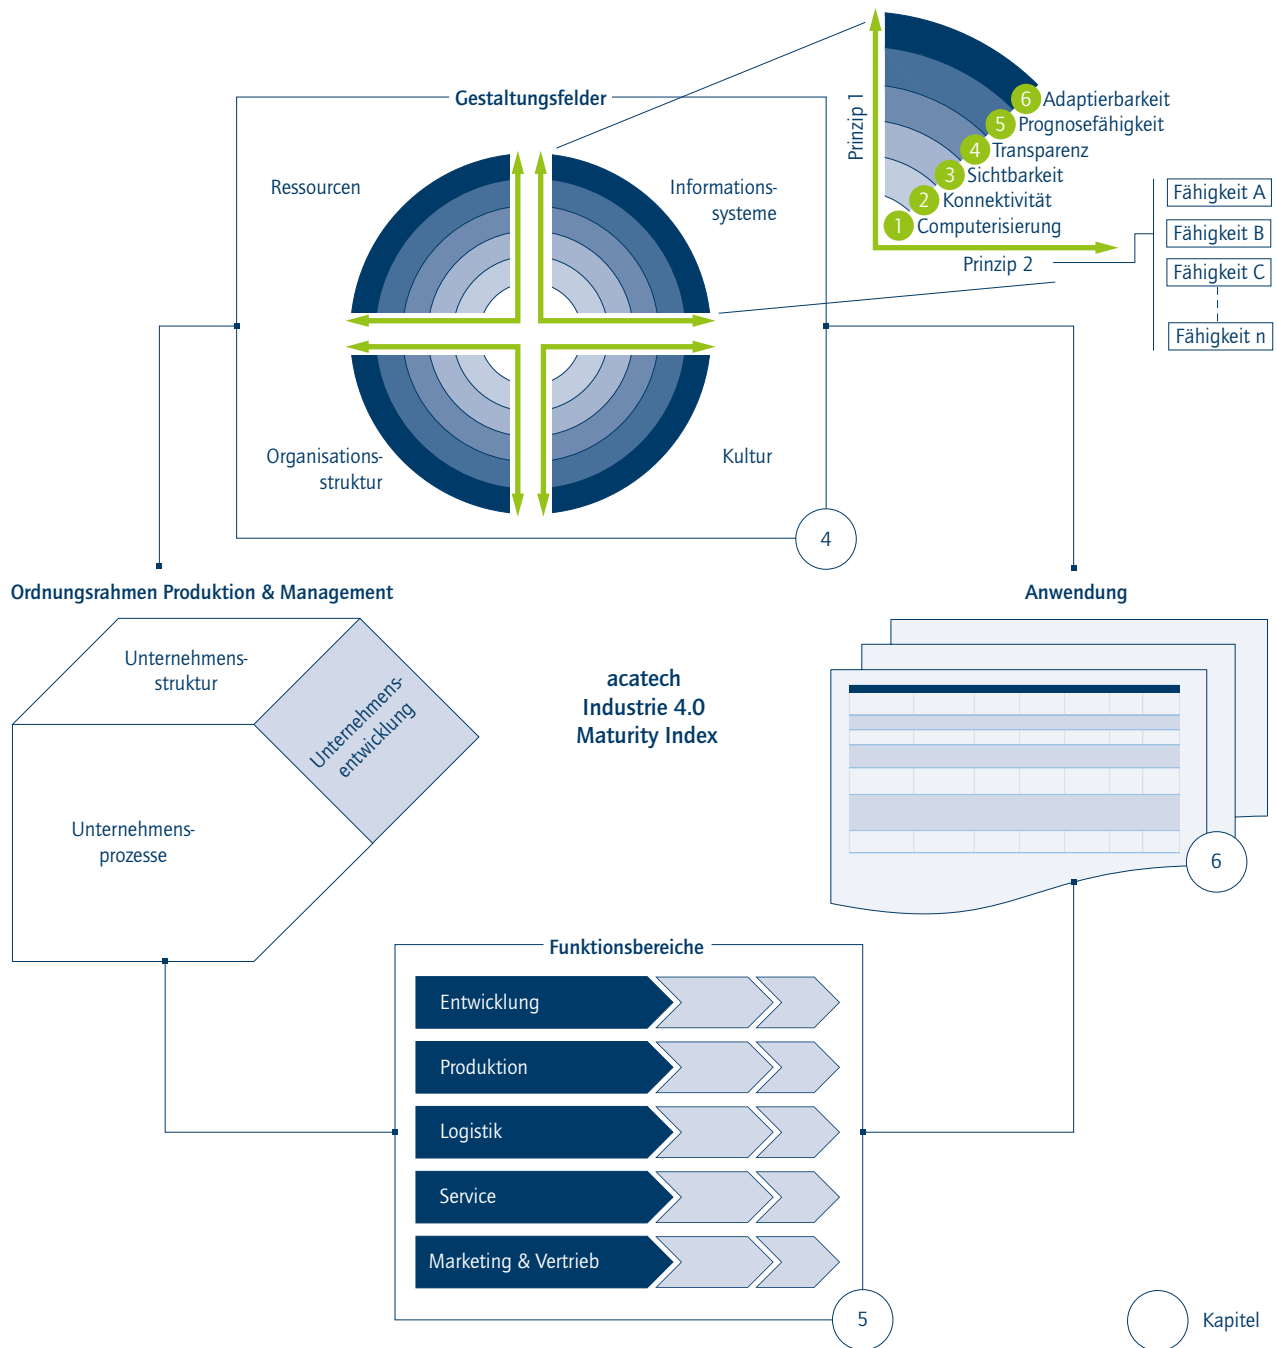 Gestaltungsfelder
Ressourcen
Informations-
systeme
Organisations-
struktur
Kultur
4
Prinzip 1
6 Adaptierbarkeit
5 Prognosefähigkeit
4 Transparenz
3 Sichtbarkeit
2 Konnektivität
1 Computerisierung
Prinzip 2
Fähigkeit A
Fähigkeit B
Fähigkeit C
Fähigkeit n
Ordnungsrahmen Produktion & Management
Unternehmens-
struktur
Unternehmens-
entwicklung
Unternehmens-
prozesse
acatech
Industrie 4.0
Maturity Index
Anwendung
6
Funktionsbereiche
Entwicklung
Produktion
Logistik
Service
Marketing & Vertrieb
5
Kapitel